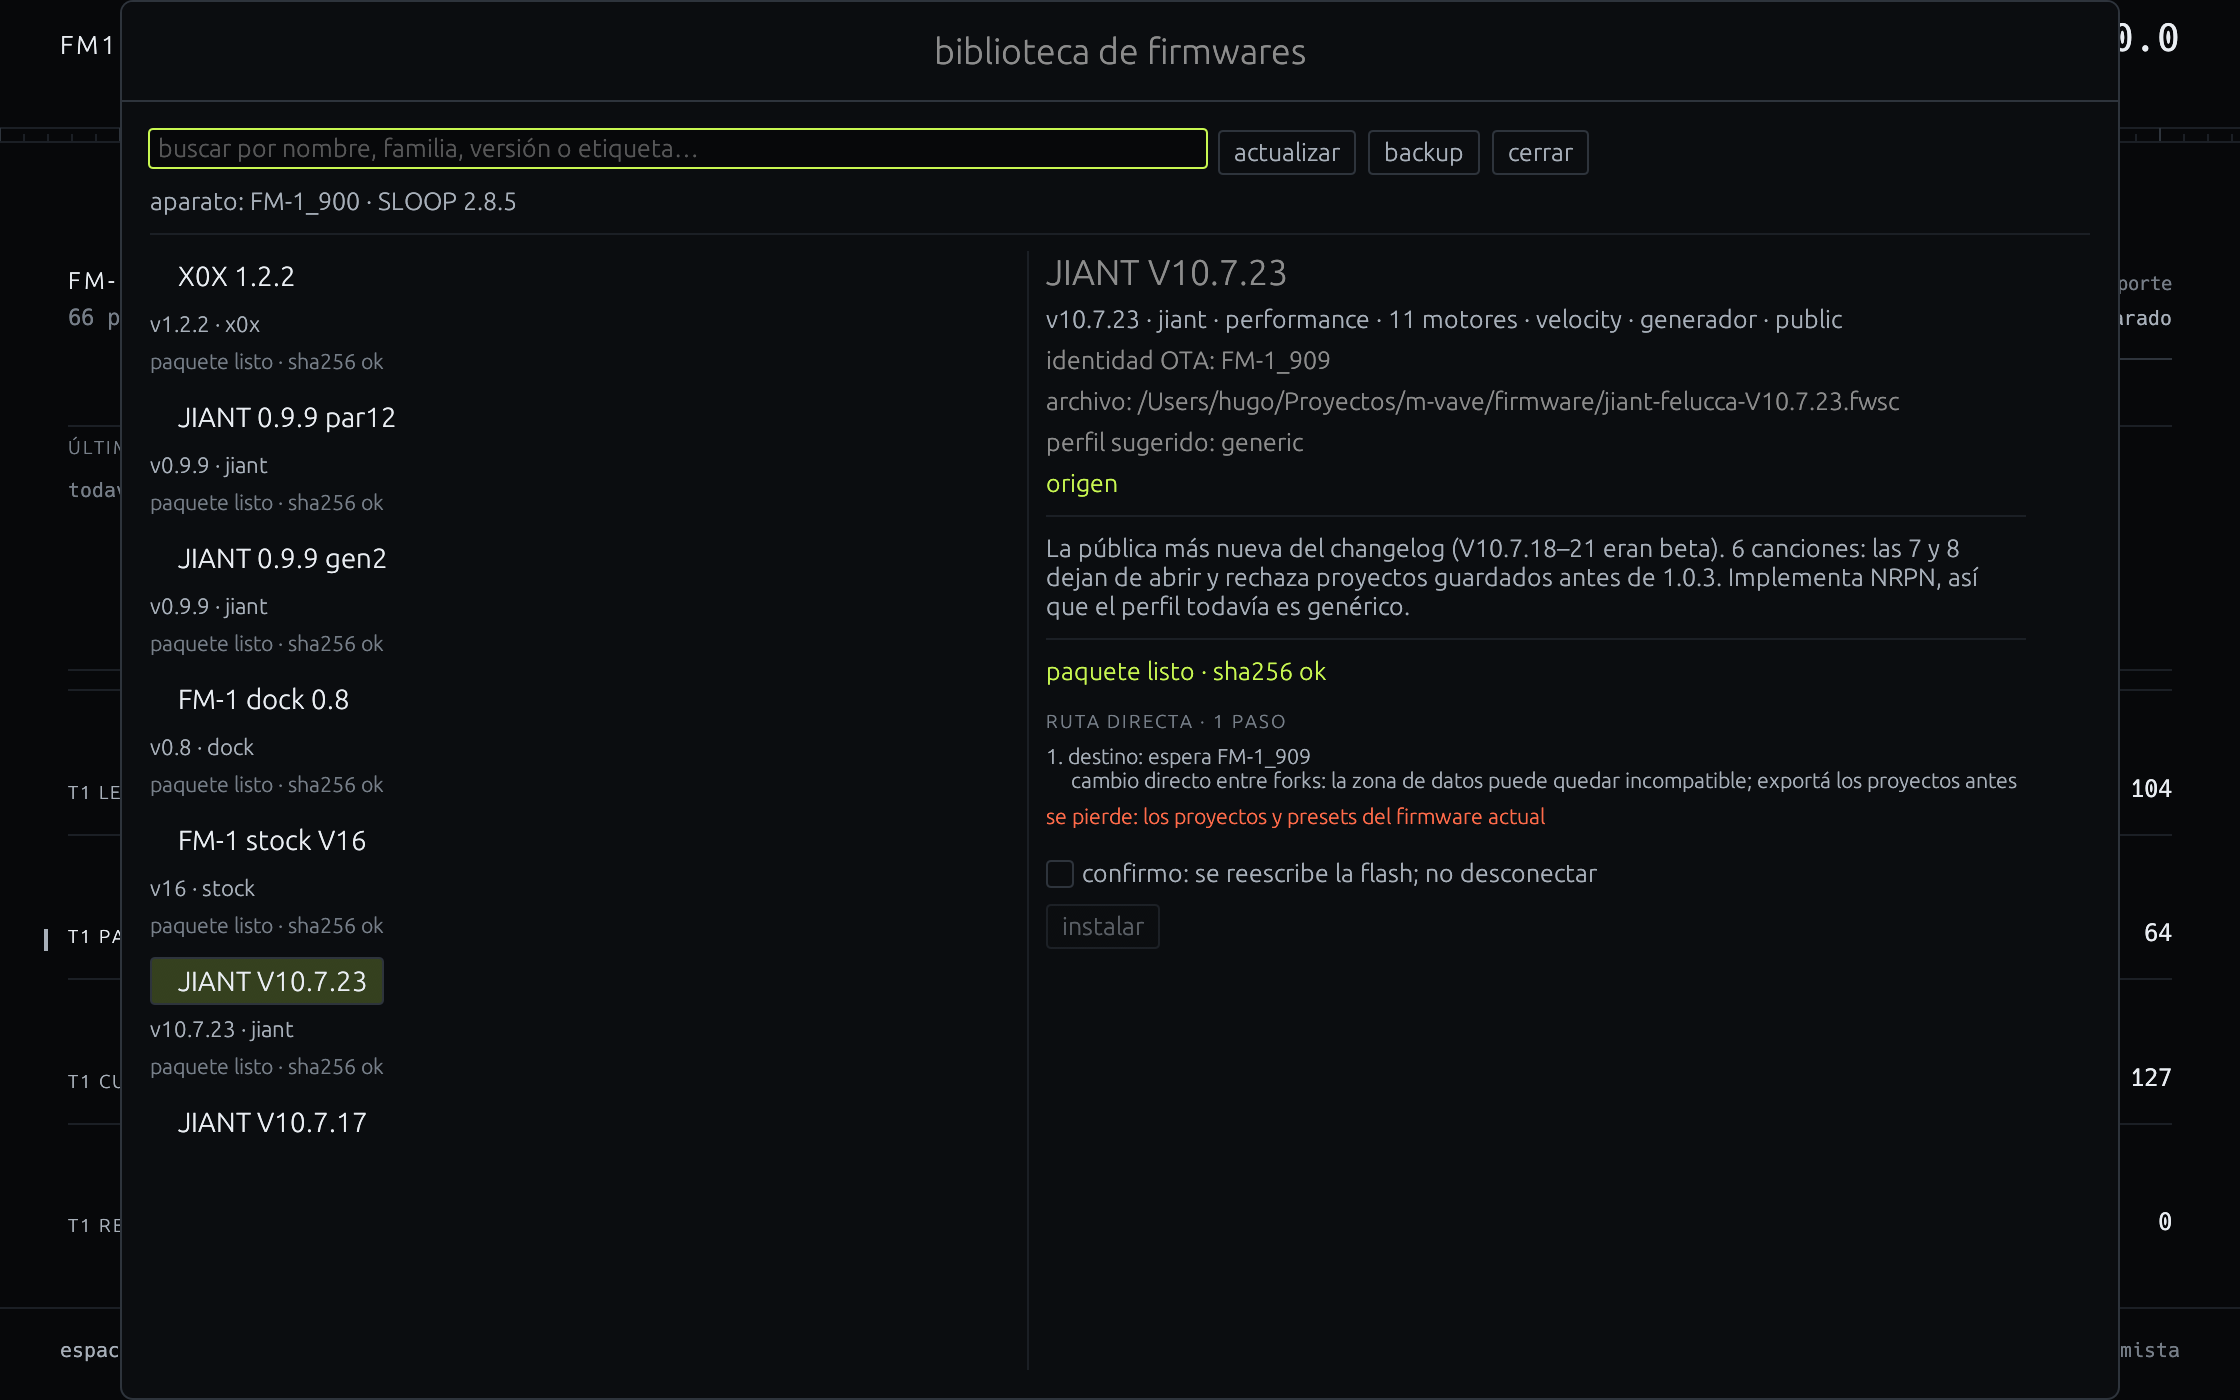 FM1
biblioteca de firmwares
0.0
buscar por nombre, familia, versión o etiqueta…
actualizar
backup
cerrar
aparato: FM-1_900 · SLOOP 2.8.5
X0X 1.2.2
v1.2.2 · x0x
paquete listo · sha256 ok
JIANT 0.9.9 par12
v0.9.9 · jiant
paquete listo · sha256 ok
JIANT 0.9.9 gen2
v0.9.9 · jiant
paquete listo · sha256 ok
FM-1 dock 0.8
v0.8 · dock
paquete listo · sha256 ok
FM-1 stock V16
v16 · stock
paquete listo · sha256 ok
JIANT V10.7.23
v10.7.23 · jiant
paquete listo · sha256 ok
JIANT V10.7.17
JIANT V10.7.23
v10.7.23 · jiant · performance · 11 motores · velocity · generador · public
identidad OTA: FM-1_909
archivo: /Users/hugo/Proyectos/m-vave/firmware/jiant-felucca-V10.7.23.fwsc
perfil sugerido: generic
origen
La pública más nueva del changelog (V10.7.18–21 eran beta). 6 canciones: las 7 y 8
dejan de abrir y rechaza proyectos guardados antes de 1.0.3. Implementa NRPN, así
que el perfil todavía es genérico.
paquete listo · sha256 ok
RUTA DIRECTA · 1 PASO
1. destino: espera FM-1_909
cambio directo entre forks: la zona de datos puede quedar incompatible; exportá los proyectos antes
se pierde: los proyectos y presets del firmware actual
confirmo: se reescribe la flash; no desconectar
instalar
FM-
66 p
ÚLTIM
todav
T1 LE
T1 PA
T1 CU
T1 RE
espac
porte
arado
104
64
127
0
mista